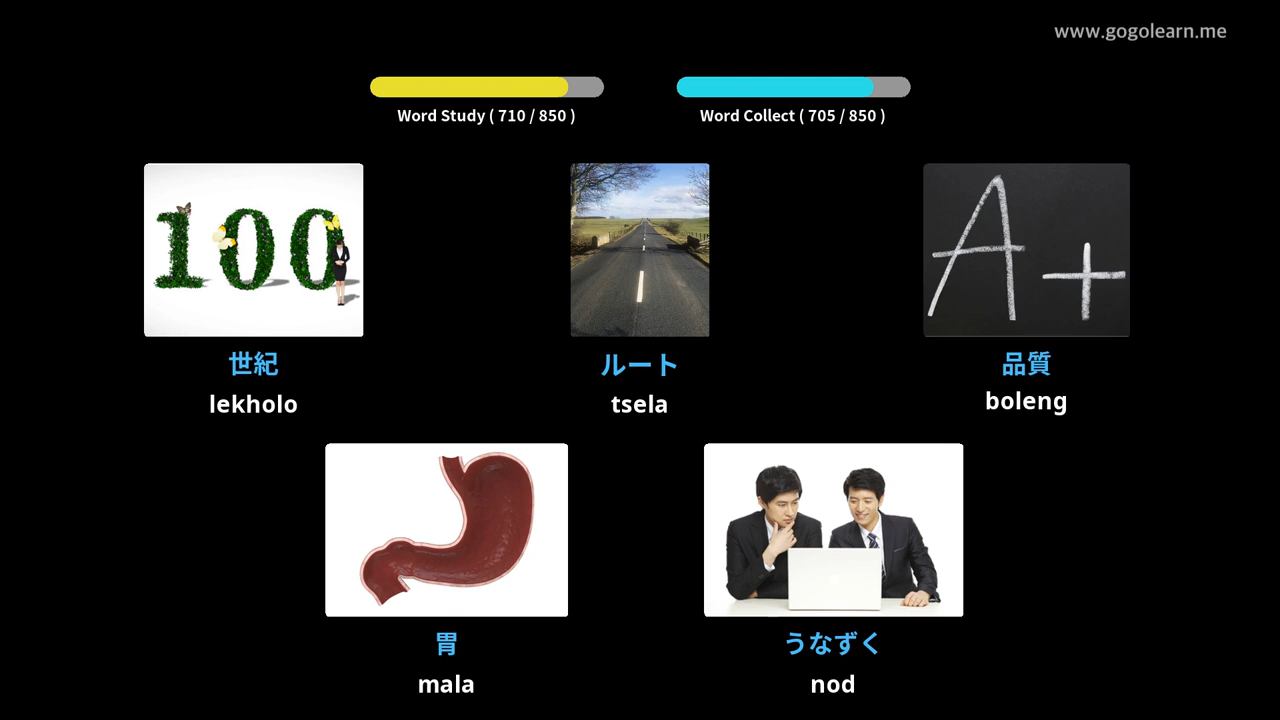 www.gogolearn.me
Word Study ( 710 / 850 )
Word Collect ( 705 / 850 )
100
A+
世紀
lekholo
ルート
tsela
品質
boleng
胃
mala
うなずく
nod